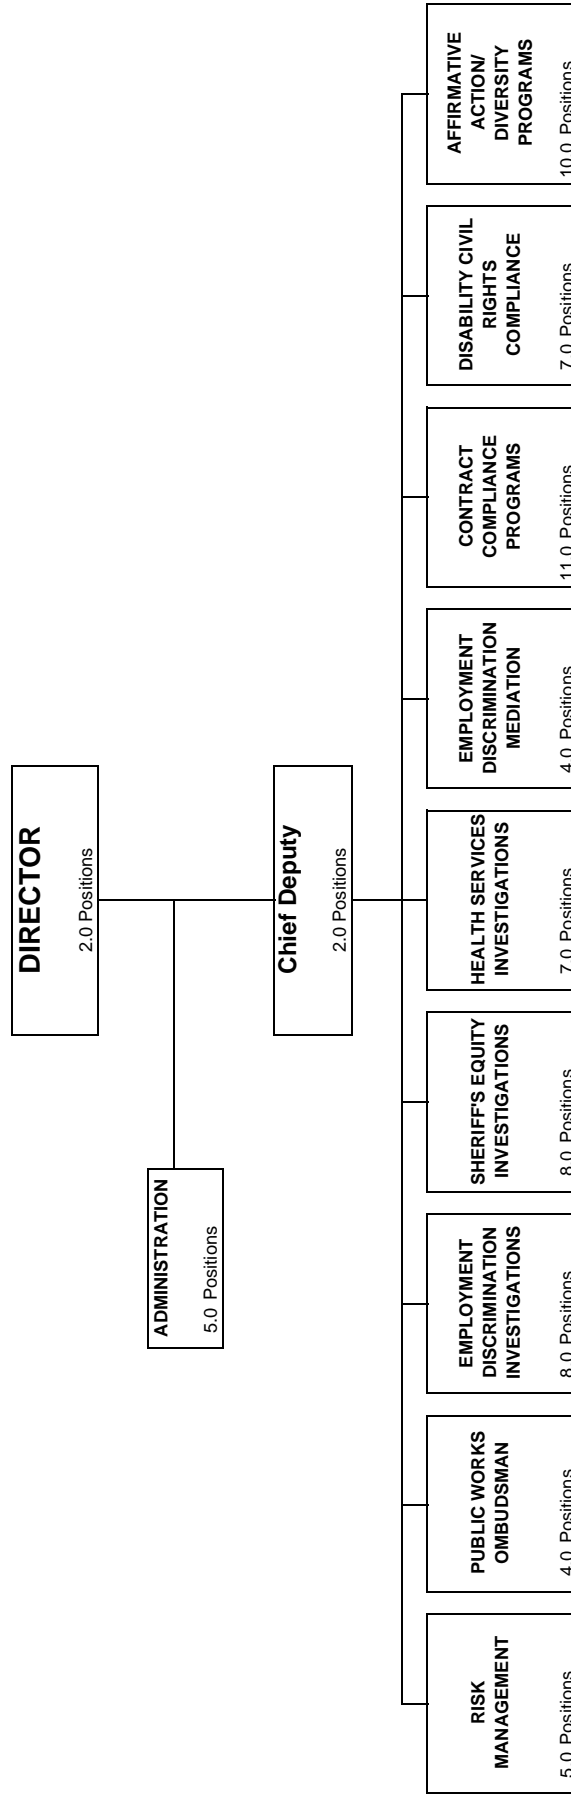 DIRECTOR
2.0 Positions
ADMINISTRATION
5.0 Positions
Chief Deputy
2.0 Positions
RISK
MANAGEMENT
5.0 Positions
PUBLIC WORKS
OMBUDSMAN
4.0 Positions
EMPLOYMENT
DISCRIMINATION
INVESTIGATIONS
8.0 Positions
SHERIFF'S EQUITY
INVESTIGATIONS
8.0 Positions
HEALTH SERVICES
INVESTIGATIONS
7.0 Positions
EMPLOYMENT
DISCRIMINATION
MEDIATION
4.0 Positions
CONTRACT
COMPLIANCE
PROGRAMS
11.0 Positions
DISABILITY CIVIL
RIGHTS
COMPLIANCE
7.0 Positions
AFFIRMATIVE
ACTION/
DIVERSITY
PROGRAMS
10.0 Positions